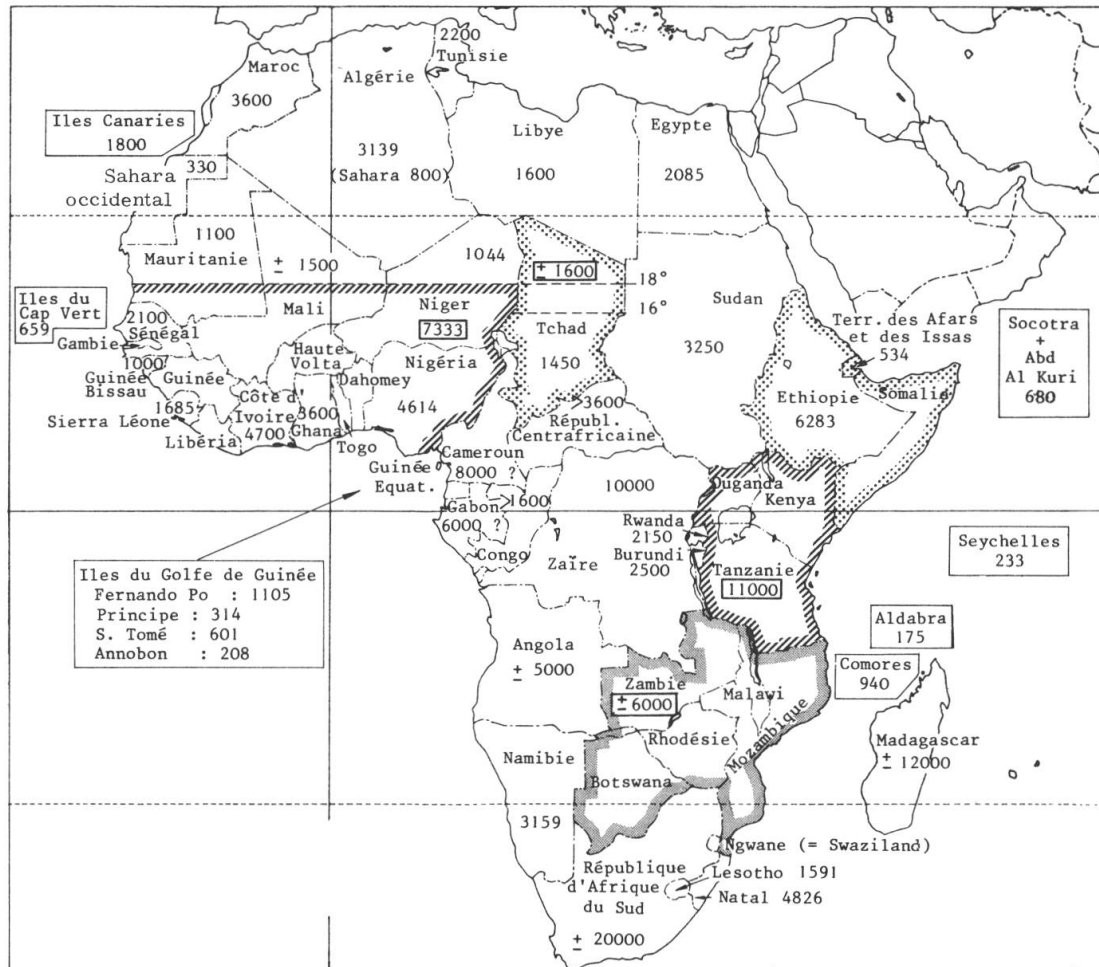 2200
Tunisie
Maroc
3600
Algérie
Iles Canaries
1800
3139
(Sahara 800)
Libye
1600
Egypte
2085
330
Sahara
occidental
1100
Mauritanie
± 1500
1044
± 1600
18°
16°
Iles du
Cap Vert
659
2100
Sénégal
Gambie
Mali
Niger
7333
Tchad
1450
Sudan
3250
Terr. des Afars
et des Issas
534
Socotra
+
Abd
Al Kuri
680
1000
Guinée
Bissau
Guinée
Haute
Volta
Dahomey
Nigéria
4614
3600
Républ.
Centrafricaine
Ethiopie
6283
Somalie
1685
Sierra Léone
Libéria
Côte d'
Ivoire
4700
3600
Ghana
Togo
Guinée
Equat.
Cameroun
8000 ?
1600
Gabon
6000 ?
Congo
10000
Zaïre
Ouganda
Kenya
Rwanda
2150
Burundi
2500
Tanzanie
11000
Seychelles
233
Iles du Golfe de Guinée
Fernando Po : 1105
Principe : 314
S. Tomé : 601
Annobon : 208
Angola
± 5000
Zambie
± 6000
Malawi
Mozambique
Aldabra
175
Comores
940
Madagascar
± 12000
Namibie
3159
Rhodésie
Botswana
Ngwane (= Swaziland)
Lesotho 1591
Natal 4826
République
d'Afrique
du Sud
± 20000